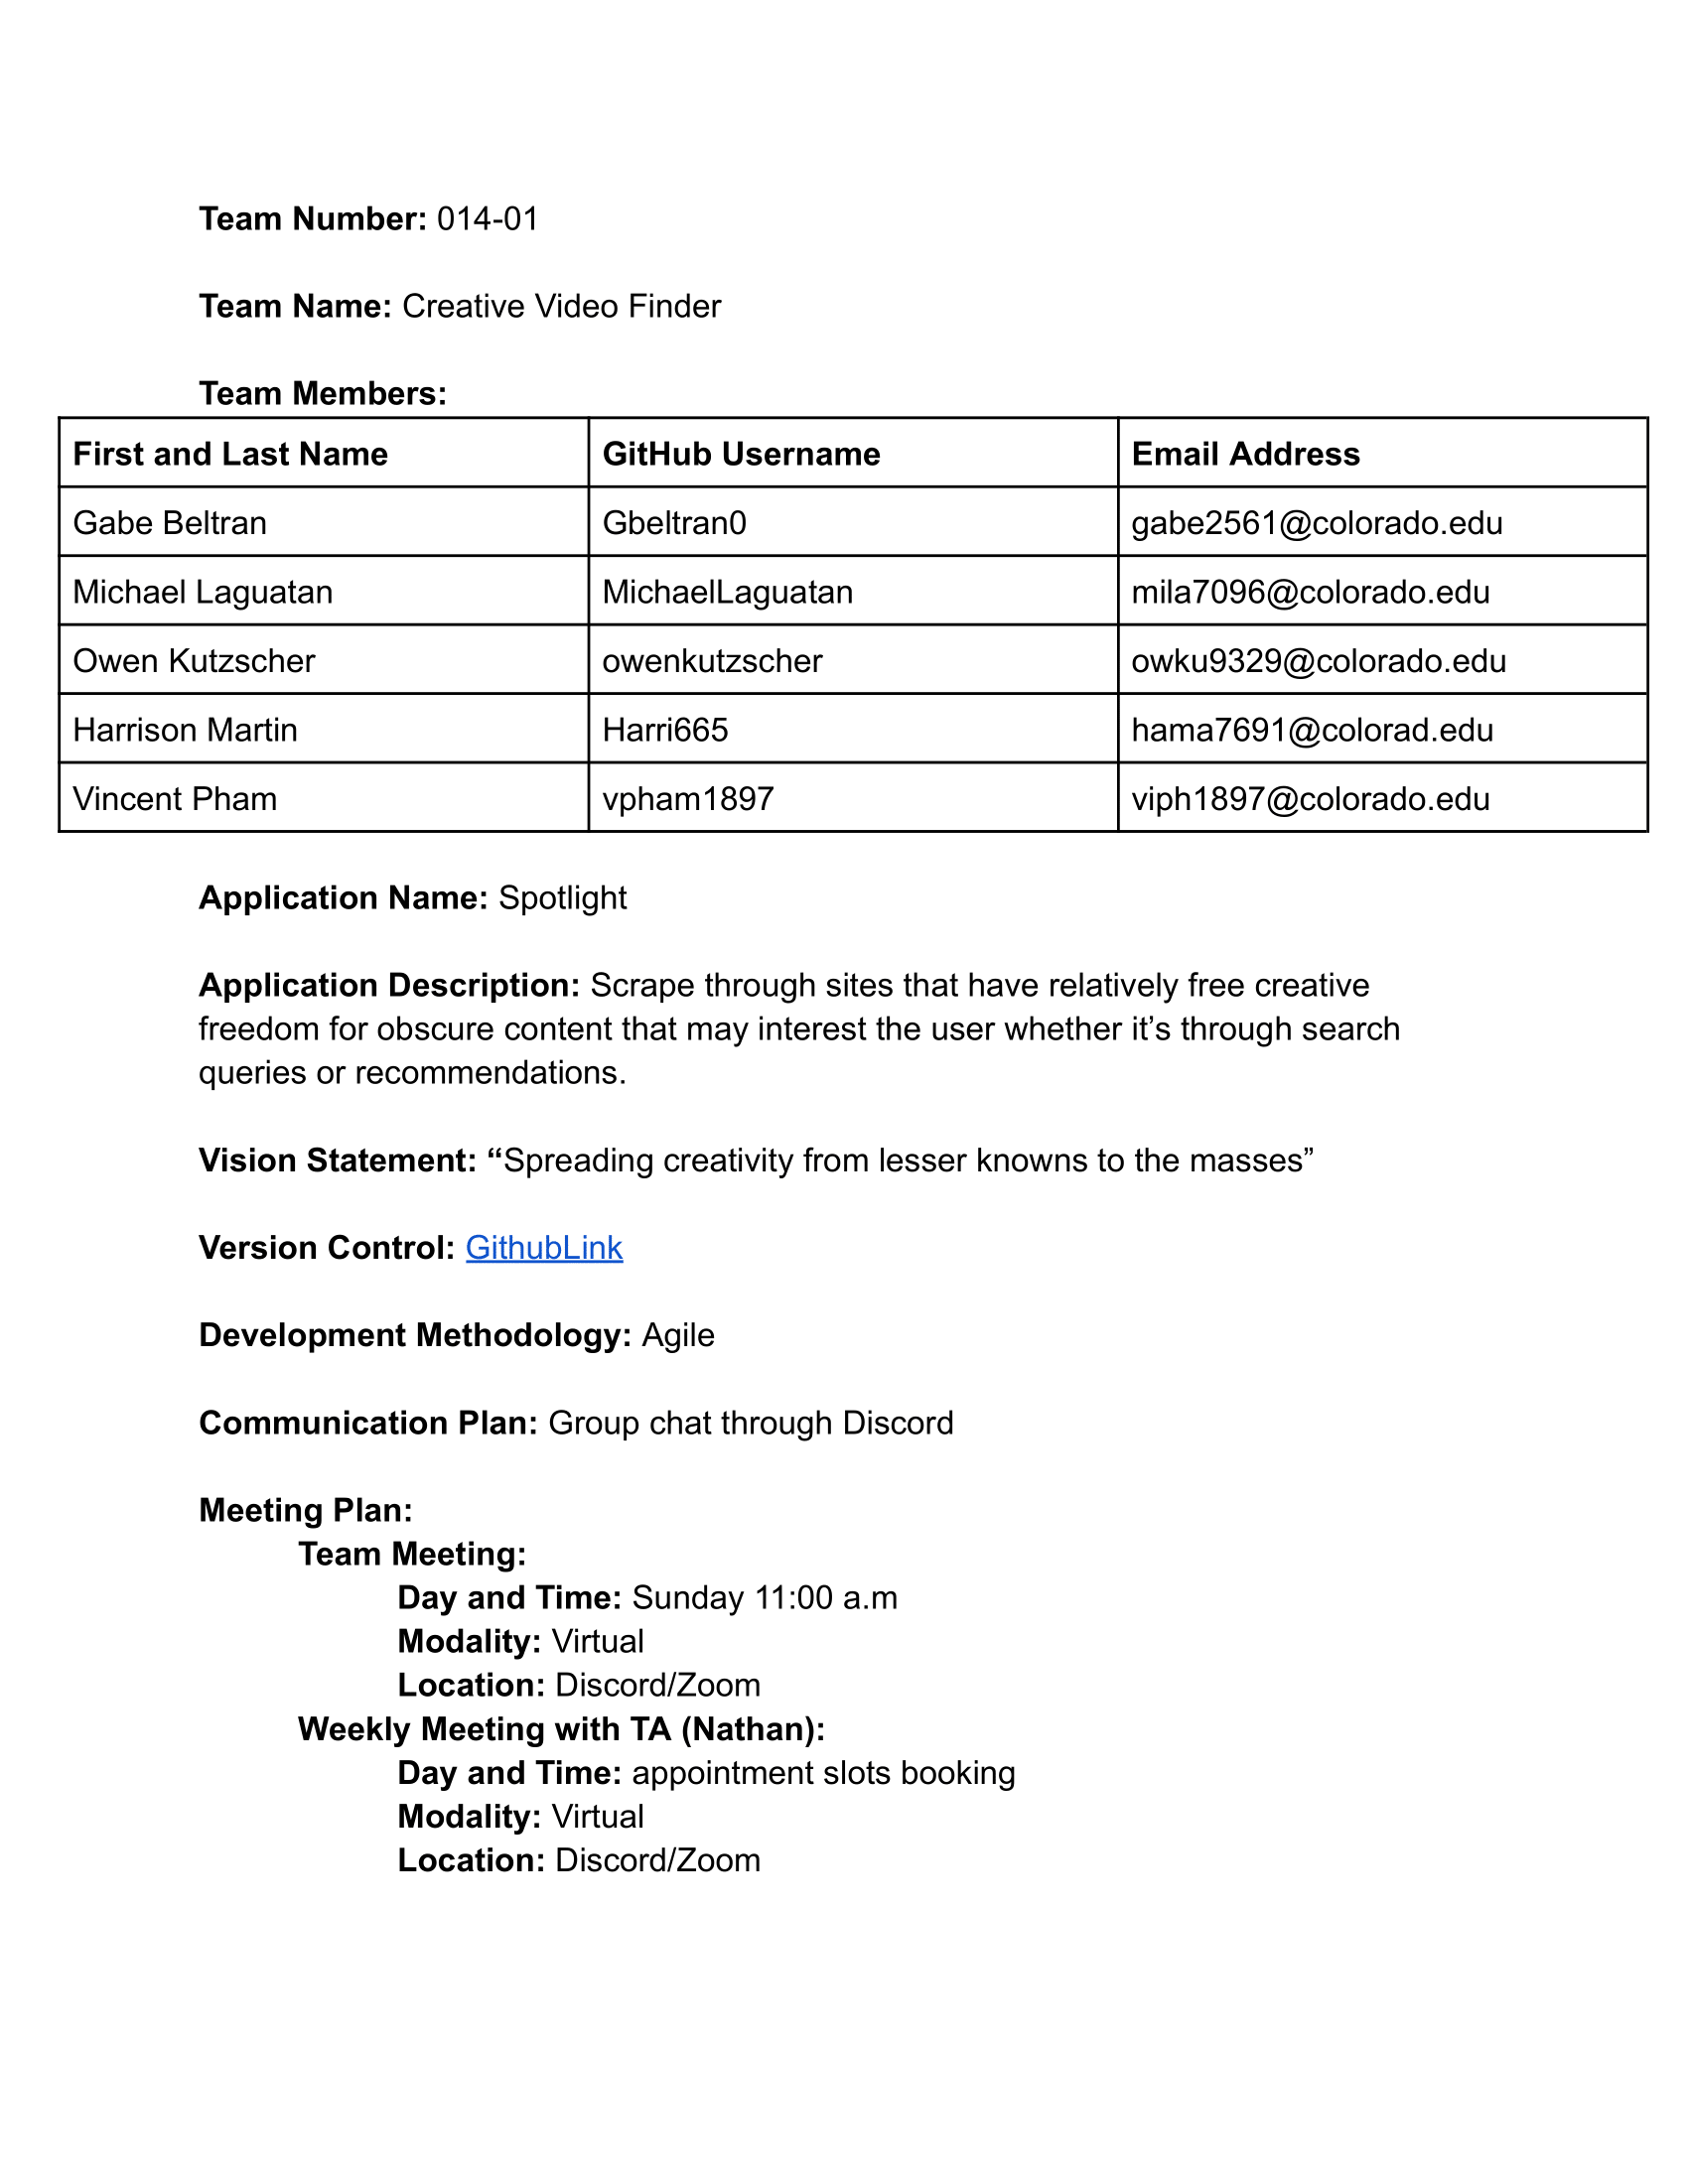 Team Number: 014-01
Team Name: Creative Video Finder
Team Members:
First and Last Name GitHub Username Email Address
Gabe Beltran Gbeltran0 gabe2561@colorado.edu
Michael Laguatan MichaelLaguatan mila7096@colorado.edu
Owen Kutzscher owenkutzscher owku9329@colorado.edu
Harrison Martin Harri665 hama7691@colorad.edu
Vincent Pham vpham1897 viph1897@colorado.edu
Application Name: Spotlight
Application Description: Scrape through sites that have relatively free creative
freedom for obscure content that may interest the user whether it’s through search
queries or recommendations.
Vision Statement: “Spreading creativity from lesser knowns to the masses”
Version Control: GithubLink
Development Methodology: Agile
Communication Plan: Group chat through Discord
Meeting Plan:
Team Meeting:
Day and Time: Sunday 11:00 a.m
Modality: Virtual
Location: Discord/Zoom
Weekly Meeting with TA (Nathan):
Day and Time: appointment slots booking
Modality: Virtual
Location: Discord/Zoom